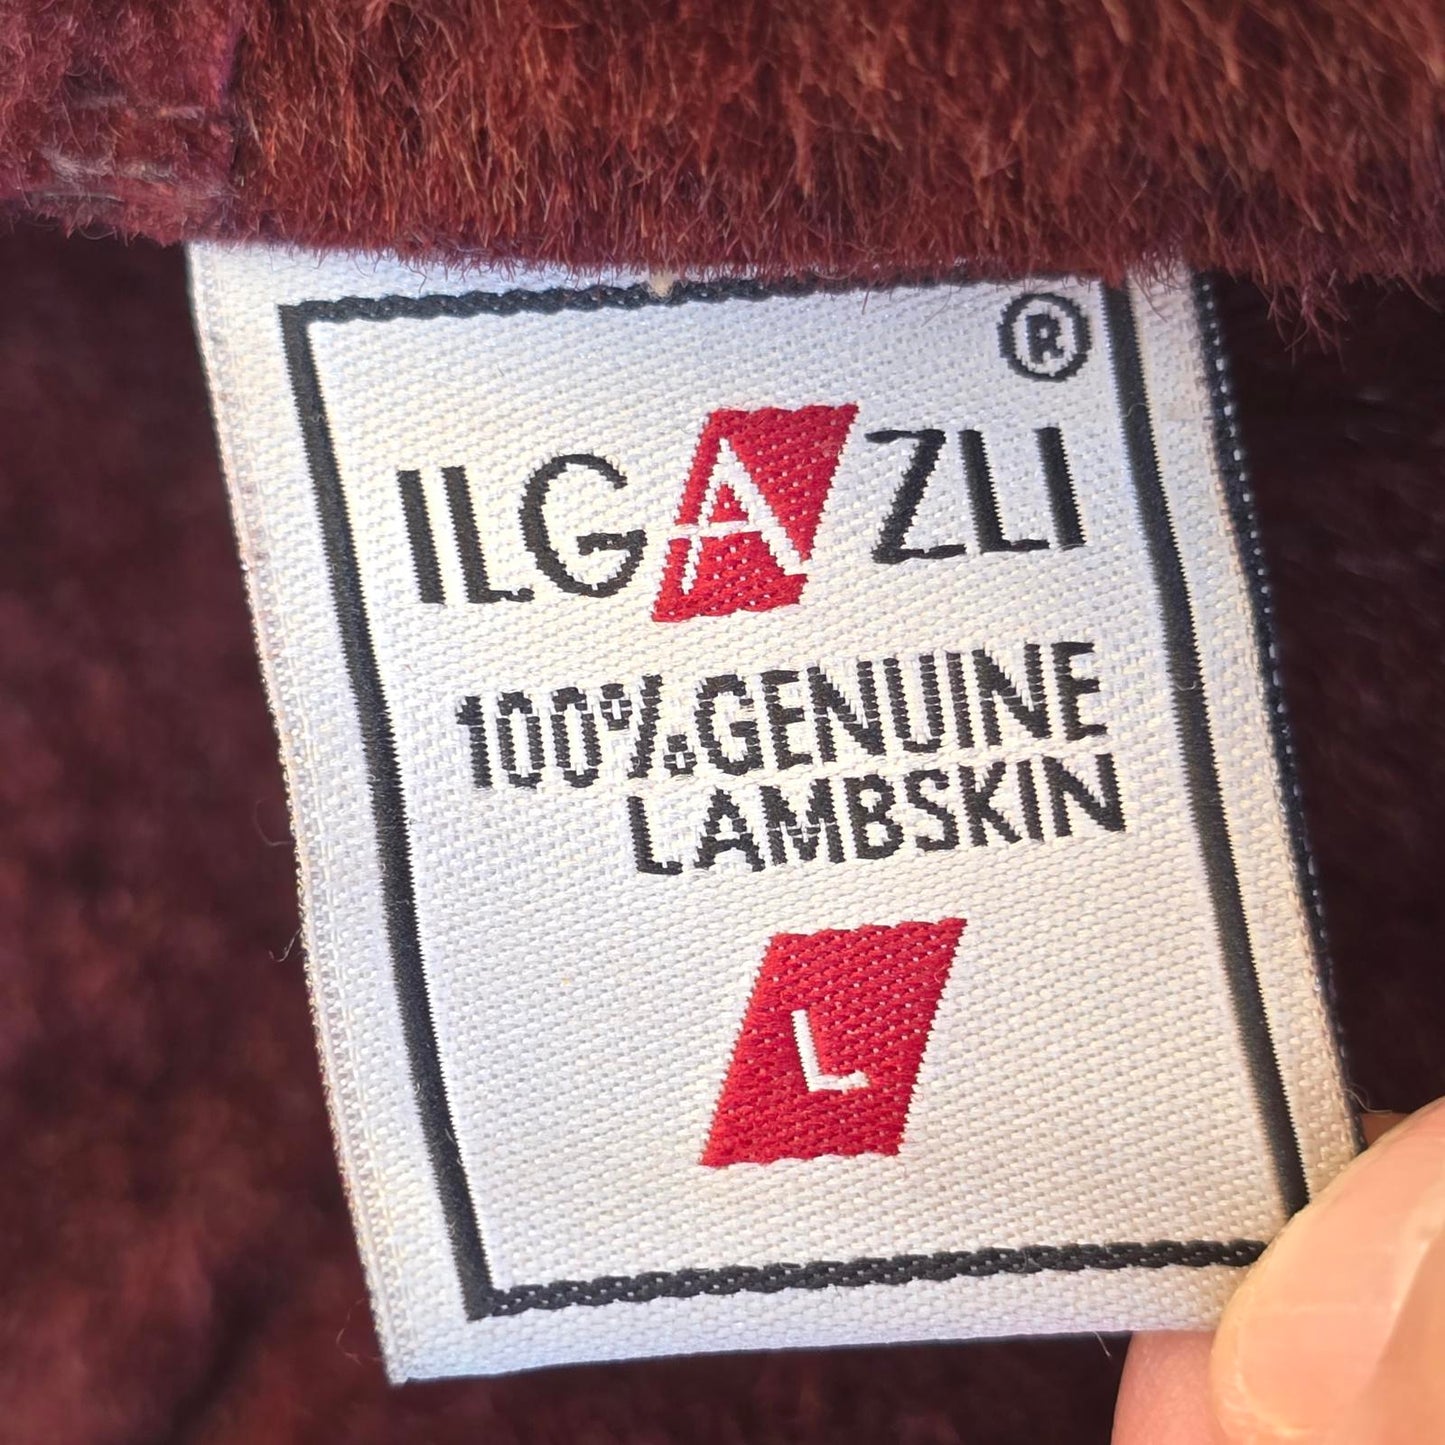 ®
ILGAZLI
100% GENUINE
LAMBSKIN
L